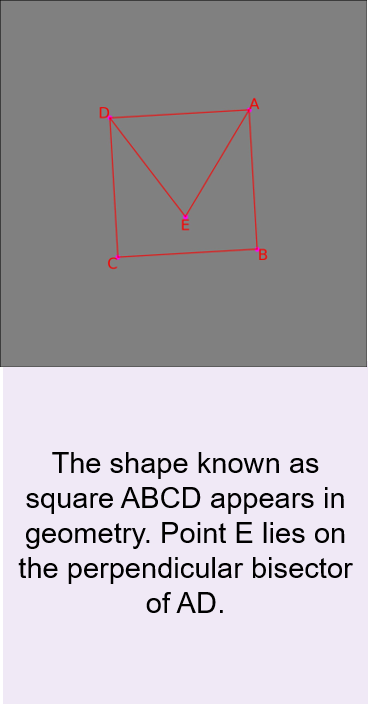 D
A
E
C
B
The shape known as
square ABCD appears in
geometry. Point E lies on
the perpendicular bisector
of AD.